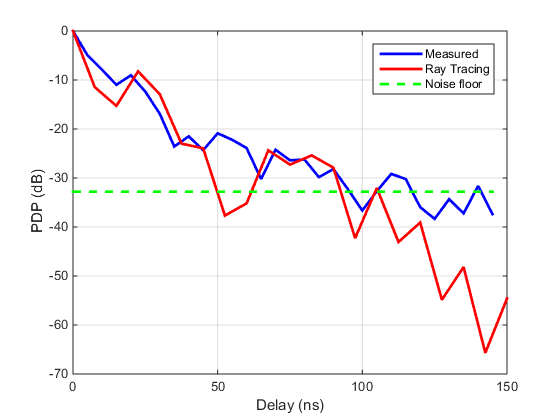 0
-10
-20
-30
-40
-50
-60
-70
PDP (dB)
Measured
Ray Tracing
Noise floor
0
50
100
150
Delay (ns)